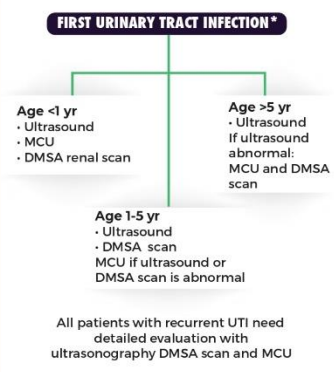 FIRST URINARY TRACT INFECTION*
Age <1 yr
• Ultrasound
• MCU
• DMSA renal scan
Age >5 yr
• Ultrasound
If ultrasound
abnormal:
MCU and DMSA
scan
Age 1-5 yr
• Ultrasound
• DMSA scan
MCU if ultrasound or
DMSA scan is abnormal
All patients with recurrent UTI need
detailed evaluation with
ultrasonography DMSA scan and MCU